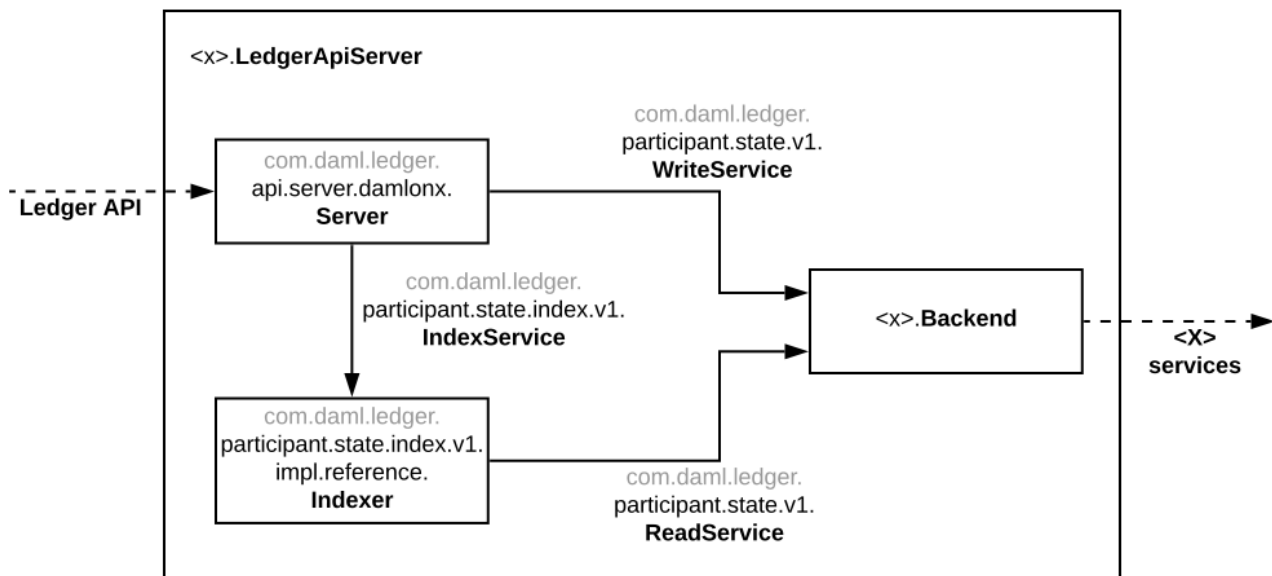 <x>.LedgerApiServer
com.daml.ledger.
participant.state.v1.
WriteService
com.daml.ledger.
api.server.damlonx.
Server
Ledger API
com.daml.ledger.
participant.state.index.v1.
IndexService
<x>.Backend
<X>
services
com.daml.ledger.
participant.state.index.v1.
impl.reference.
Indexer
com.daml.ledger.
participant.state.v1.
ReadService